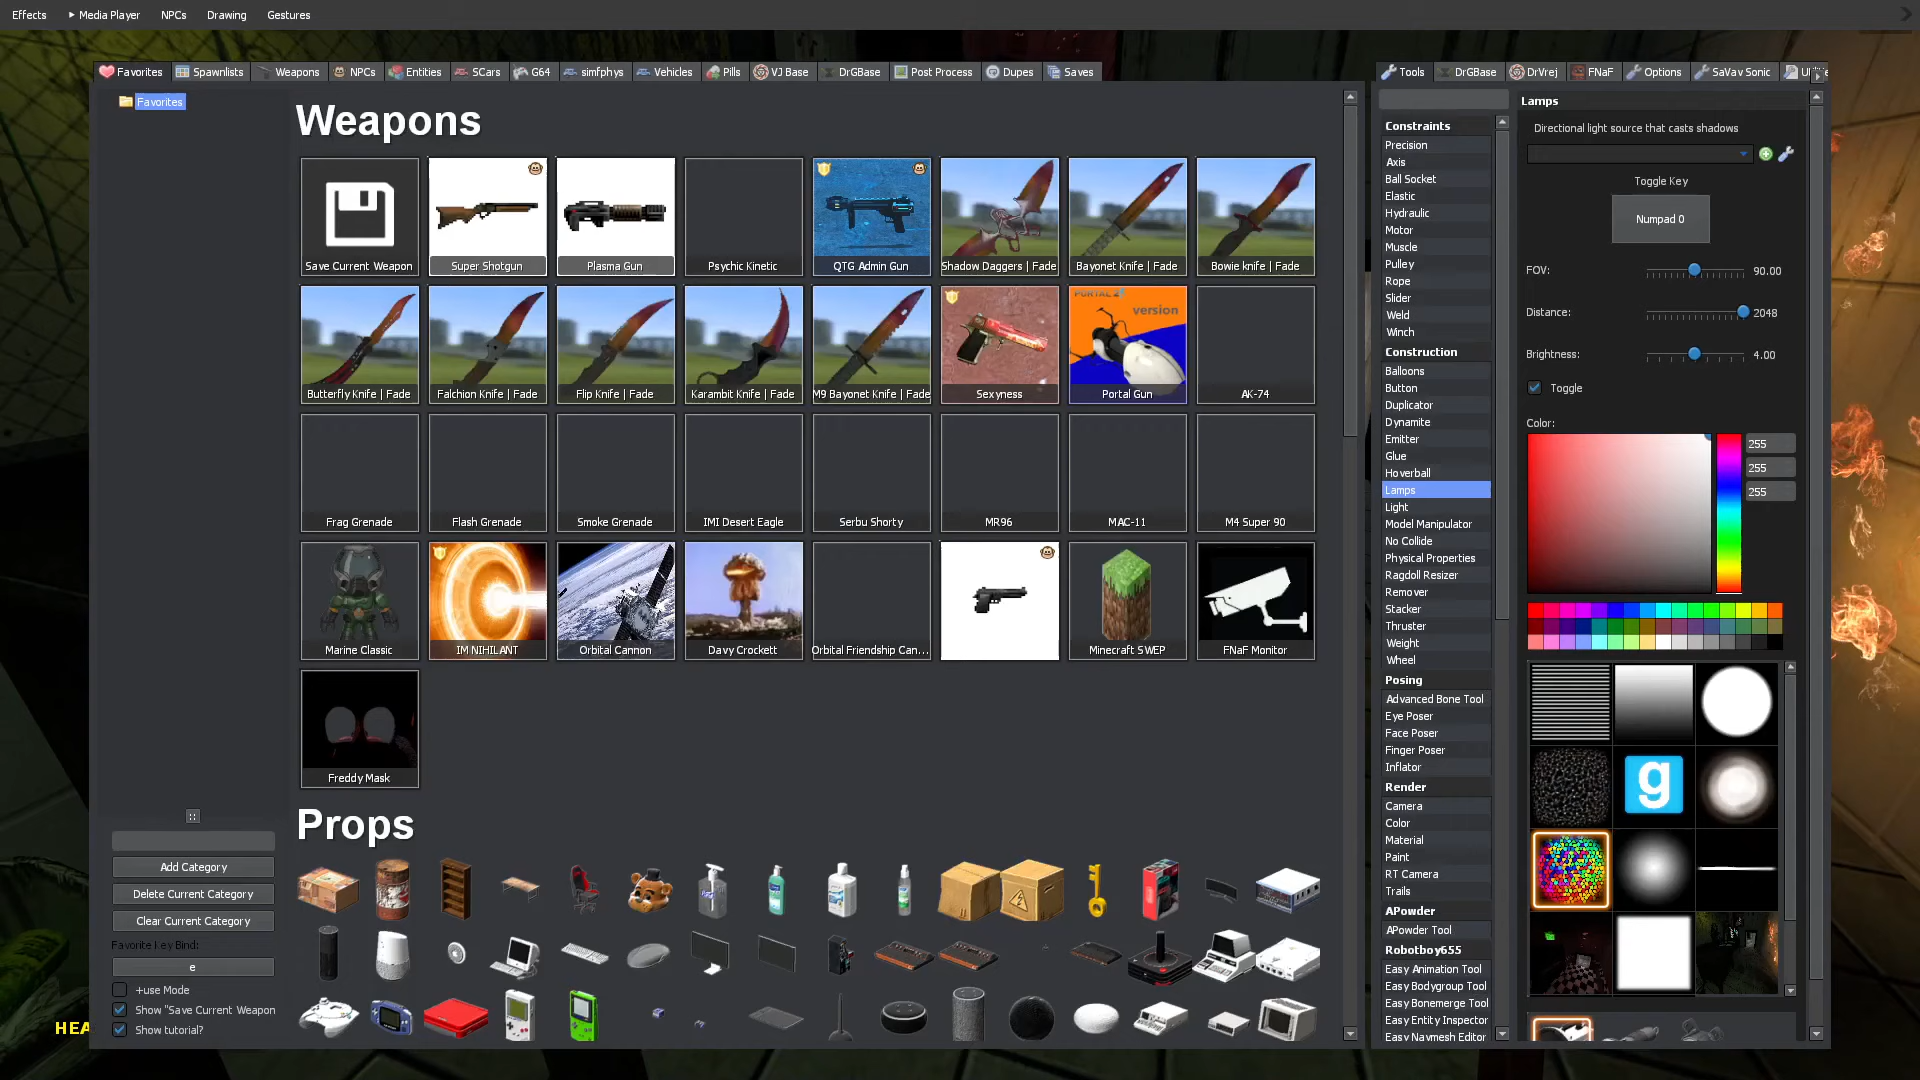 Effects
Media Player
NPCs
Drawing
Gestures
Favorites
Spawnlists
Weapons
NPCs
Entities
SCars
G64
simfphys
Vehicles
Pills
VJ Base
DrGBase
Post Process
Dupes
Saves
Favorites
Weapons
Save Current Weapon
Super Shotgun
Plasma Gun
Psychic Kinetic
QTG Admin Gun
Shadow Daggers | Fade
Bayonet Knife | Fade
Bowie knife | Fade
Butterfly Knife | Fade
Falchion Knife | Fade
Flip Knife | Fade
Karambit Knife | Fade
M9 Bayonet Knife | Fade
Sexyness
PORTAL 2
version
Portal Gun
AK-74
Frag Grenade
Flash Grenade
Smoke Grenade
IMI Desert Eagle
Serbu Shorty
MR96
MAC-11
M4 Super 90
Marine Classic
IM NIHILANT
Orbital Cannon
Davy Crockett
Orbital Friendship Can...
Minecraft SWEP
FNaF Monitor
Freddy Mask
Props
Add Category
Delete Current Category
Clear Current Category
Favorite Key Bind:
e
+use Mode
Show "Save Current Weapon
Show tutorial?
HEA
Tools
DrGBase
DrVrej
FNaF
Options
SaVav Sonic
Constraints
Precision
Axis
Ball Socket
Elastic
Hydraulic
Motor
Muscle
Pulley
Rope
Slider
Weld
Winch
Construction
Balloons
Button
Duplicator
Dynamite
Emitter
Glue
Hoverball
Lamps
Light
Model Manipulator
No Collide
Physical Properties
Ragdoll Resizer
Remover
Stacker
Thruster
Weight
Wheel
Posing
Advanced Bone Tool
Eye Poser
Face Poser
Finger Poser
Inflator
Render
Camera
Color
Material
Paint
RT Camera
Trails
APowder
APowder Tool
Robotboy655
Easy Animation Tool
Easy Bodygroup Tool
Easy Bonemerge Tool
Easy Entity Inspector
Easy Navmesh Editor
Lamps
Directional light source that casts shadows
Toggle Key
Numpad 0
FOV:
90.00
Distance:
2048
Brightness:
4.00
Toggle
Color:
255
255
255
g